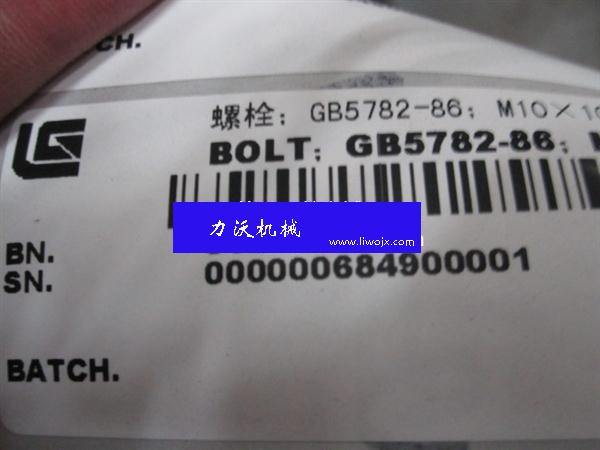 CH.
螺栓; GB5782-86; M10×1
BOLT; GB5782-86;
力沃机械
www.liwojx.com
BN.
SN. 000000684900001
BATCH.